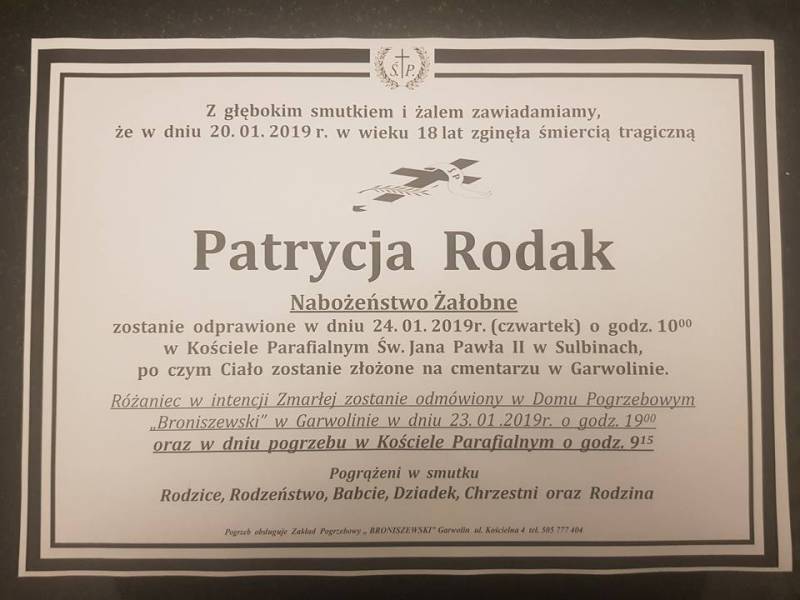 Ś.P.
Z głębokim smutkiem i żalem zawiadamiamy,
że w dniu 20.01.2019 r. w wieku 18 lat zginęła śmiercią tragiczną
Ś.P.
Patrycja Rodak
Nabożeństwo Żałobne
zostanie odprawione w dniu 24.01.2019r. (czwartek) o godz. 10⁰⁰
w Kościele Parafialnym Św. Jana Pawła II w Sulbinach,
po czym Ciało zostanie złożone na cmentarzu w Garwolinie.
Różaniec w intencji Zmarłej zostanie odmówiony w Domu Pogrzebowym
„Broniszewski” w Garwolinie w dniu 23.01.2019r. o godz. 19⁰⁰
oraz w dniu pogrzebu w Kościele Parafialnym o godz. 9¹⁵
Pogrążeni w smutku
Rodzice, Rodzeństwo, Babcie, Dziadek, Chrzestni oraz Rodzina
Pogrzeb obsługuje Zakład Pogrzebowy „ BRONISZEWSKI” Garwolin ul. Kościelna 4 tel. 505 777 404